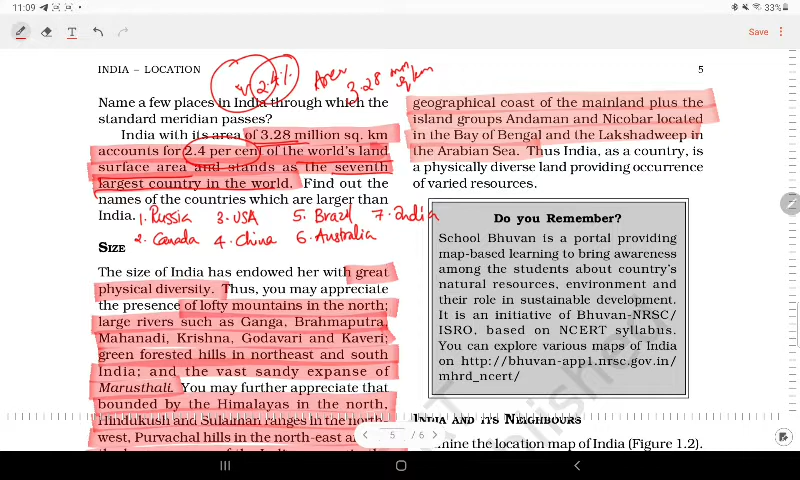 11:09
33%
Save
INDIA – LOCATION
5
2.4%
Area
3.28 mn
sq km
Name a few places in India through which the
standard meridian passes?
India with its area of 3.28 million sq. km
accounts for 2.4 per cent of the world's land
surface area and stands as the seventh
largest country in the world. Find out the
names of the countries which are larger than
India.
1. Russia 3. USA 5. Brazil 7. India
2. Canada 4. China 6. Australia
SIZE
The size of India has endowed her with great
physical diversity. Thus, you may appreciate
the presence of lofty mountains in the north;
large rivers such as Ganga, Brahmaputra,
Mahanadi, Krishna, Godavari and Kaveri;
green forested hills in northeast and south
India; and the vast sandy expanse of
Marusthali. You may further appreciate that
bounded by the Himalayas in the north,
Hindukush and Sulaiman ranges in the north-
west, Purvachal hills in the north-east
geographical coast of the mainland plus the
island groups Andaman and Nicobar located
in the Bay of Bengal and the Lakshadweep in
the Arabian Sea. Thus India, as a country, is
a physically diverse land providing occurrence
of varied resources.
Do you Remember?
School Bhuvan is a portal providing
map-based learning to bring awareness
among the students about country's
natural resources, environment and
their role in sustainable development.
It is an initiative of Bhuvan-NRSC/
ISRO, based on NCERT syllabus.
You can explore various maps of India
on http://bhuvan-app1.nrsc.gov.in/
mhrd_ncert/
INDIA AND ITS NEIGHBOURS
mine the location map of India (Figure 1.2).
5 / 6